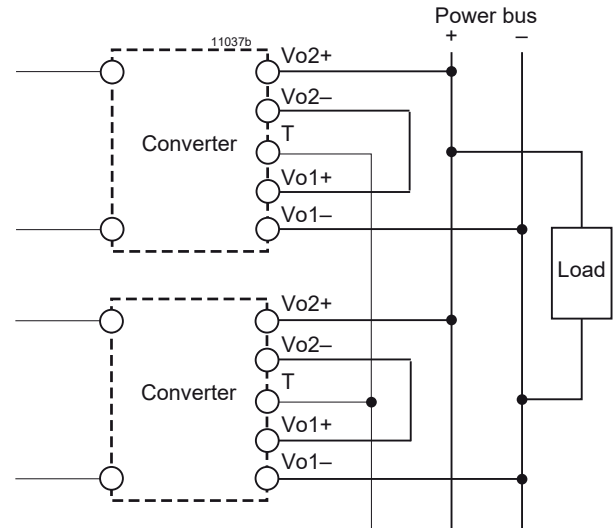 Power bus
+ –
11037b
Vo2+
Vo2–
T
Converter
Vo1+
Vo1–
Load
Vo2+
Vo2–
T
Converter
Vo1+
Vo1–